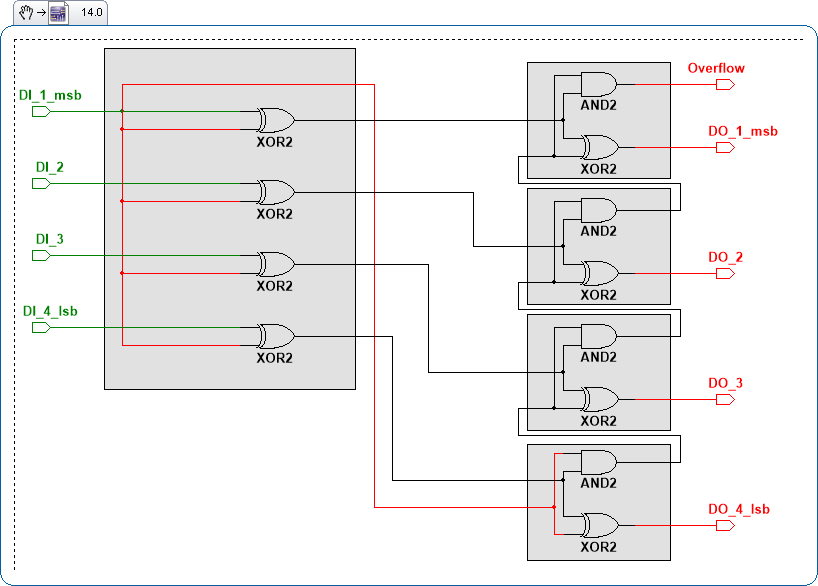 14.0
Overflow
DI_1_msb
AND2
DO_1_msb
XOR2
XOR2
DI_2
XOR2
AND2
DI_3
DO_2
XOR2
XOR2
DI_4_lsb
XOR2
AND2
DO_3
XOR2
AND2
DO_4_lsb
XOR2